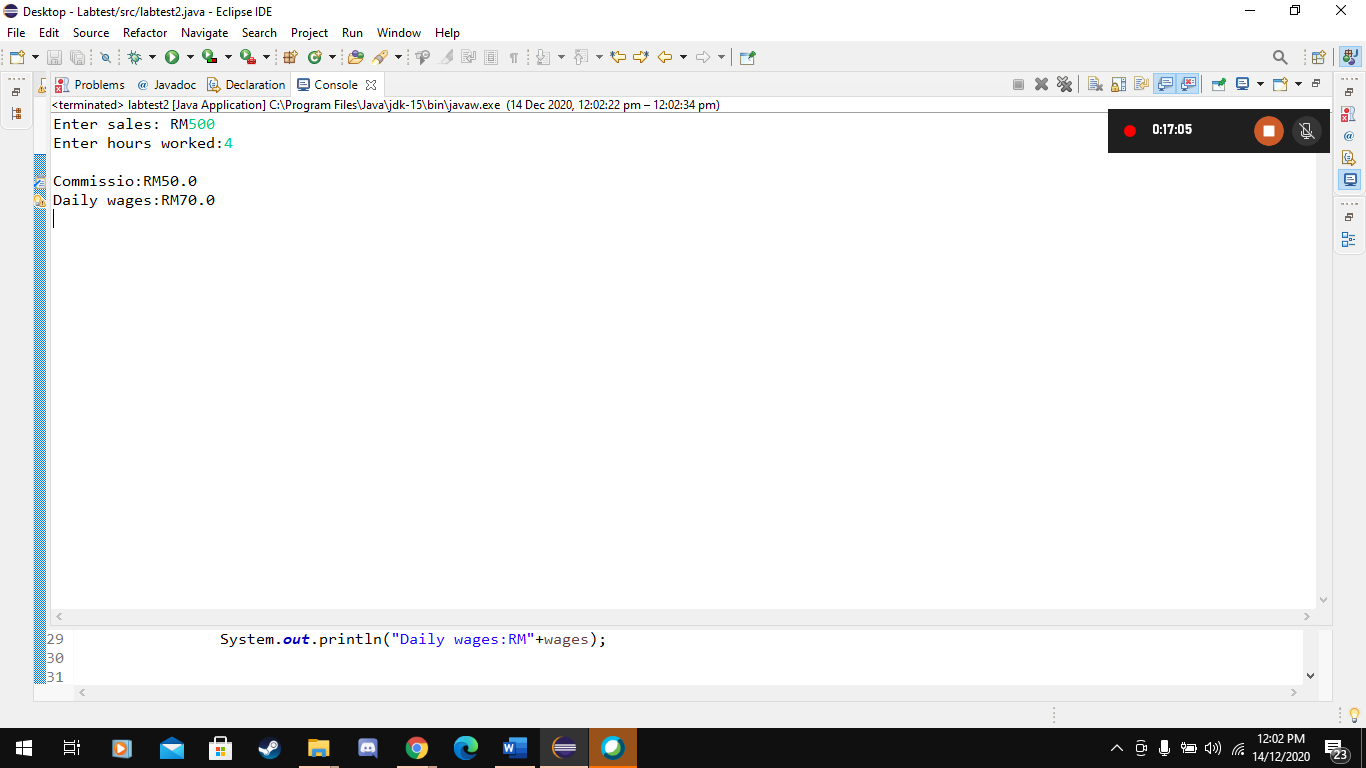 Desktop - Labtest/src/labtest2.java - Eclipse IDE
File Edit Source Refactor Navigate Search Project Run Window Help
Problems @ Javadoc Declaration Console
<terminated> labtest2 [Java Application] C:\Program Files\Java\jdk-15\bin\javaw.exe (14 Dec 2020, 12:02:22 pm – 12:02:34 pm)
Enter sales: RM500
0:17:05
Enter hours worked:4
Commissio:RM50.0
Daily wages:RM70.0
29 System.out.println("Daily wages:RM"+wages);
30
31
12:02 PM
14/12/2020
23